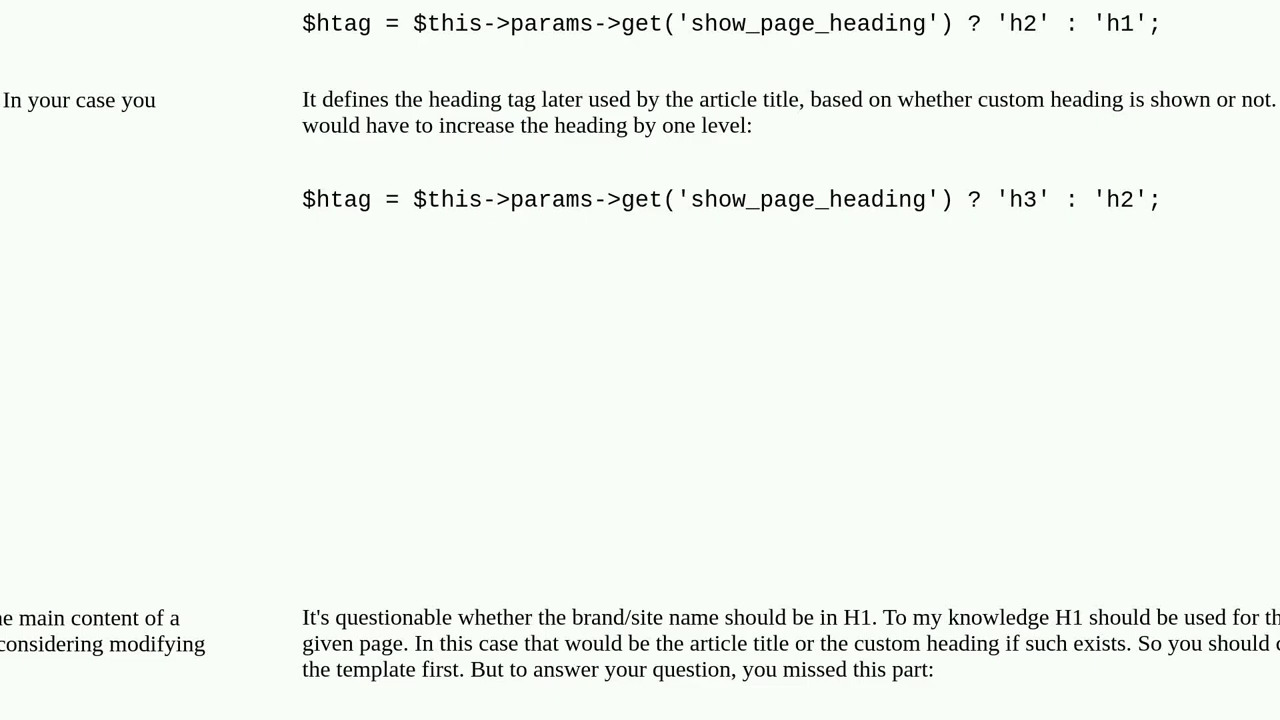 $htag = $this->params->get('show_page_heading') ? 'h2' : 'h1';
In your case you
It defines the heading tag later used by the article title, based on whether custom heading is shown or not.
would have to increase the heading by one level:
$htag = $this->params->get('show_page_heading') ? 'h3' : 'h2';
main content of a
considering modifying
It's questionable whether the brand/site name should be in H1. To my knowledge H1 should be used for
given page. In this case that would be the article title or the custom heading if such exists. So you should
the template first. But to answer your question, you missed this part: